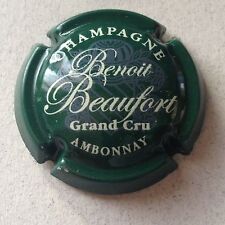 CHAMPAGNE
Benoit
Beaufort
Grand Cru
AMBONNAY